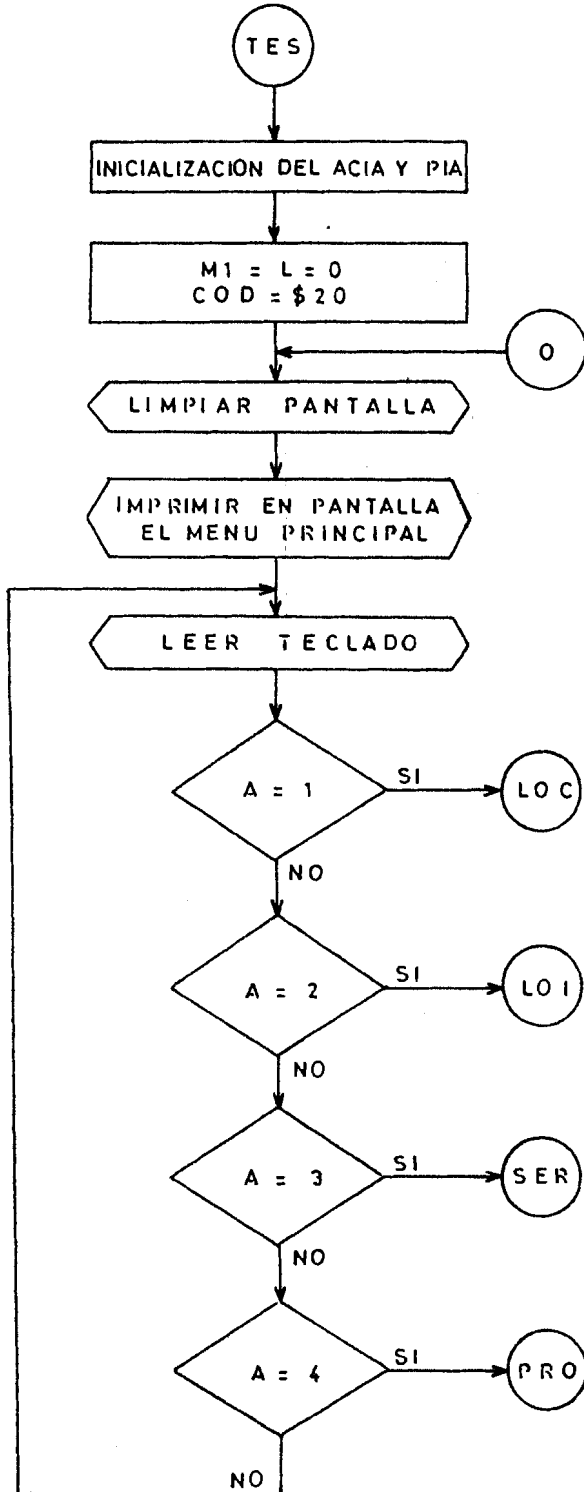 TES
INICIALIZACION DEL ACIA Y PIA
M1 = L = 0
COD = $20
O
LIMPIAR PANTALLA
IMPRIMIR EN PANTALLA
EL MENU PRINCIPAL
LEER TECLADO
A = 1
SI
LOC
NO
A = 2
SI
LOI
NO
A = 3
SI
SER
NO
A = 4
SI
PRO
NO